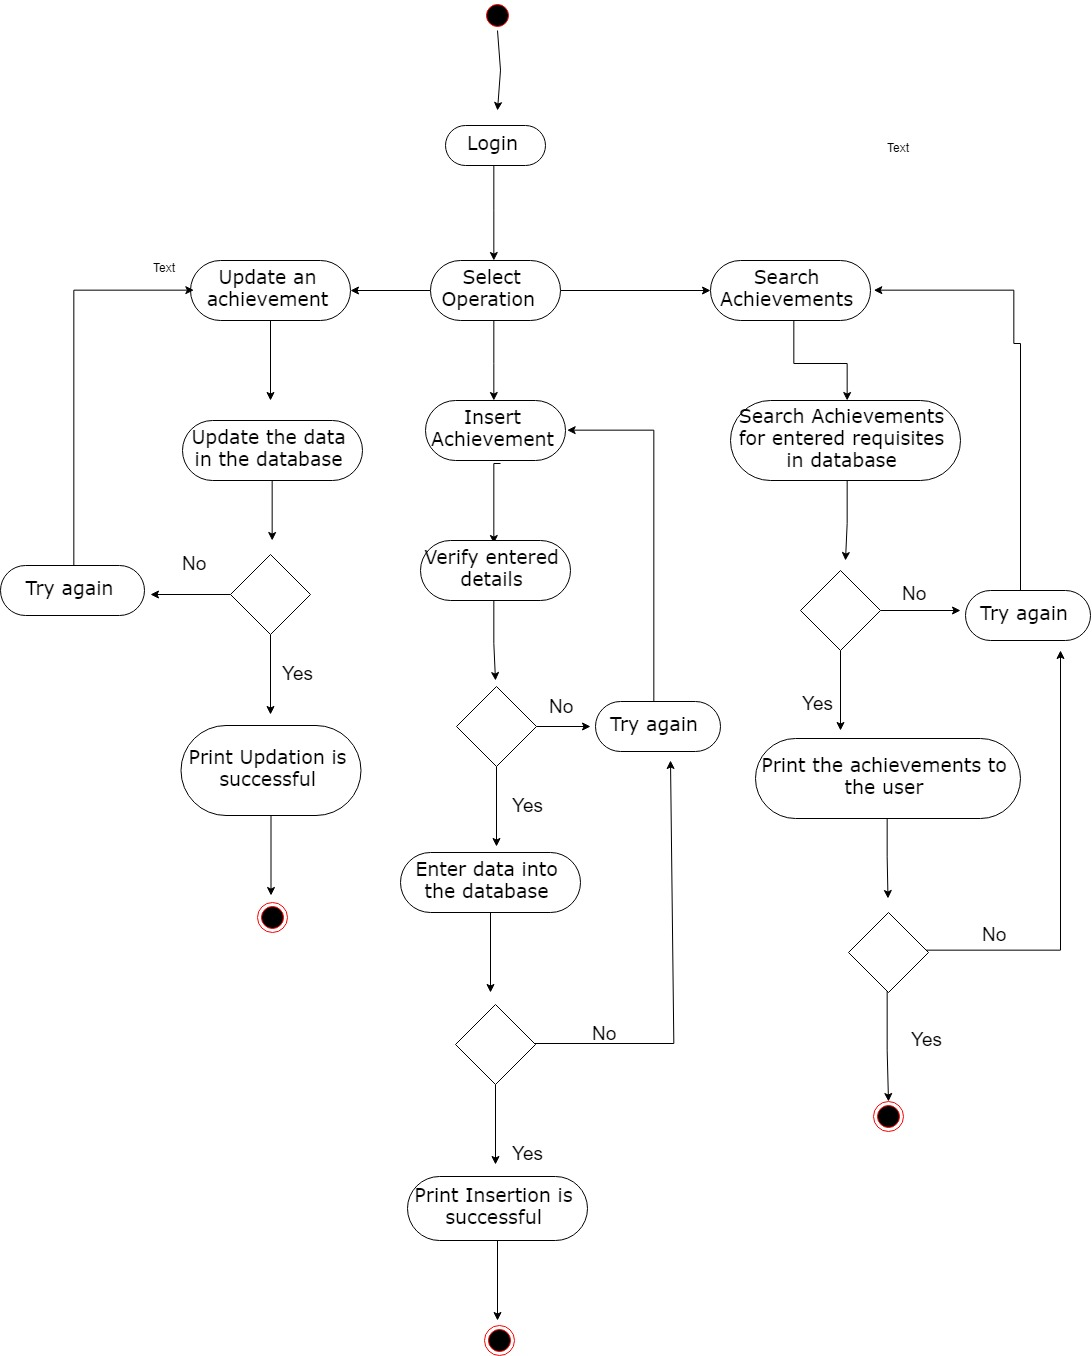 Login
Text
Text
Update an
achievement
Select
Operation
Search
Achievements
Insert
Achievement
Search Achievements
for entered requisites
in database
Update the data
in the database
Verify entered
details
No
Try again
No
Try again
Yes
Yes
No
Try again
Print Updation is
successful
Print the achievements to
the user
Yes
Enter data into
the database
No
No
Yes
Yes
Print Insertion is
successful